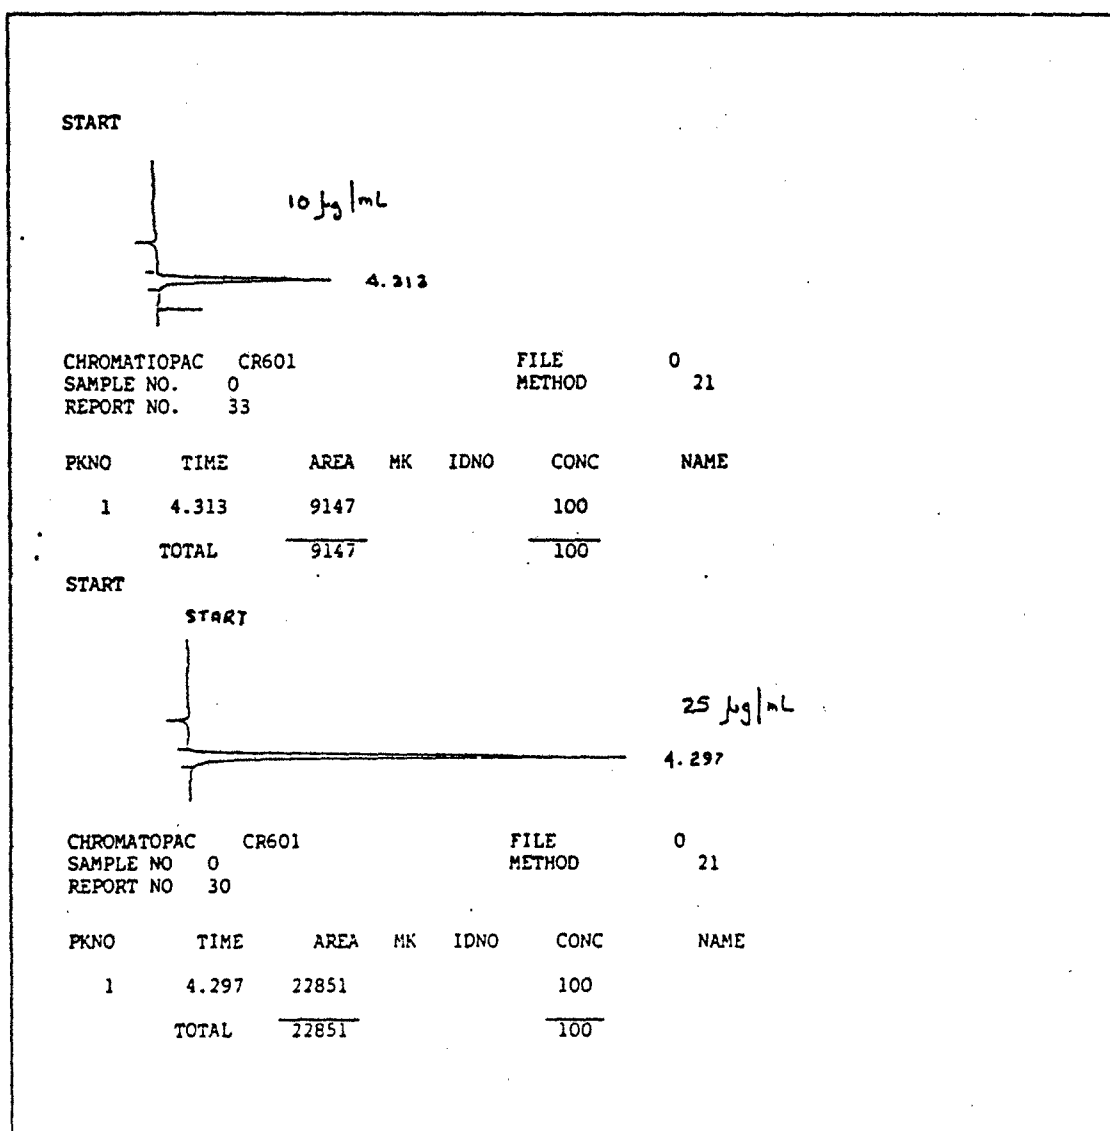 START
10 µg/mL
4.313
CHROMATIOPAC CR601 FILE 0
SAMPLE NO. 0 METHOD 21
REPORT NO. 33
PKNO TIME AREA MK IDNO CONC NAME
1 4.313 9147 100
TOTAL 9147 100
START
START
25 µg/mL
4.297
CHROMATOPAC CR601 FILE 0
SAMPLE NO 0 METHOD 21
REPORT NO 30
PKNO TIME AREA MK IDNO CONC NAME
1 4.297 22851 100
TOTAL 22851 100